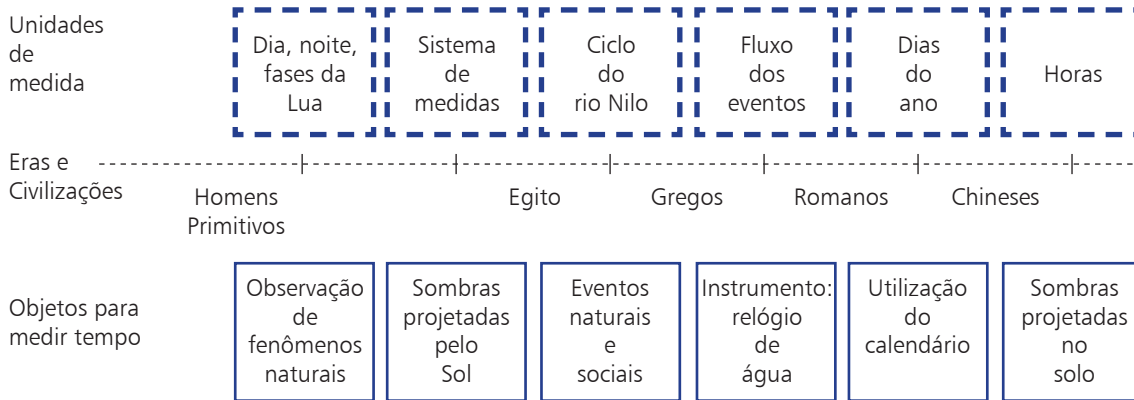 Unidades
de
medida
Dia, noite,
fases da
Lua
Sistema
de
medidas
Ciclo
do
rio Nilo
Fluxo
dos
eventos
Dias
do
ano
Horas
Eras e
Civilizações
Homens
Primitivos
Egito
Gregos
Romanos
Chineses
Objetos para
medir tempo
Observação
de
fenômenos
naturais
Sombras
projetadas
pelo
Sol
Eventos
naturais
e
sociais
Instrumento:
relógio
de
água
Utilização
do
calendário
Sombras
projetadas
no
solo